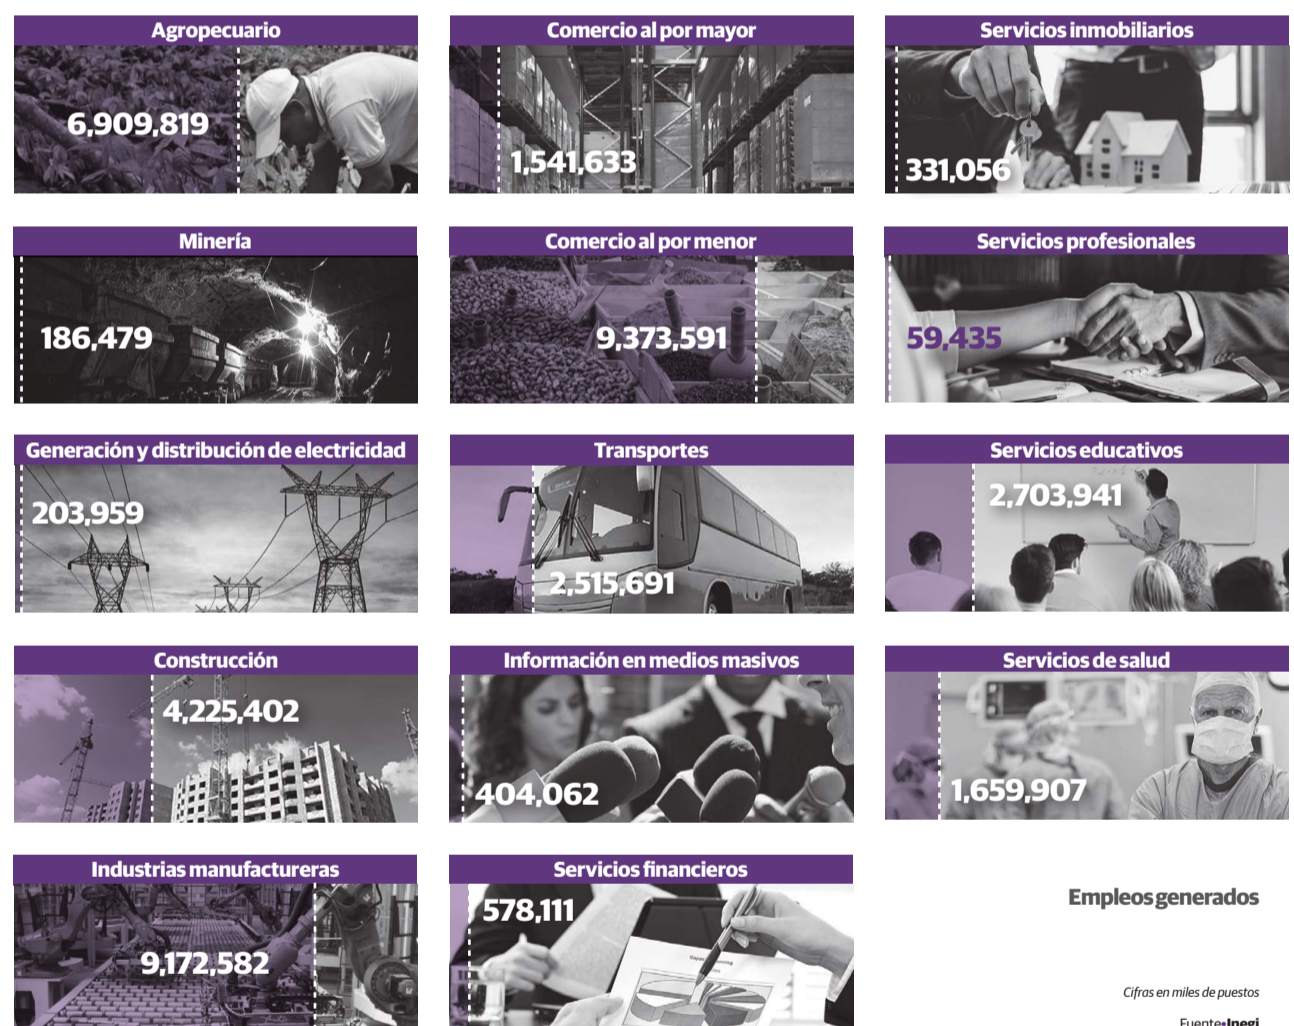 Agropecuario
6,909,819
Minería
186,479
Generación y distribución de electricidad
203,959
Construcción
4,225,402
Industrias manufactureras
9,172,582
Comercio al por mayor
1,541,633
Comercio al por menor
9,373,591
Transportes
2,515,691
Información en medios masivos
404,062
Servicios financieros
578,111
Servicios inmobiliarios
331,056
Servicios profesionales
59,435
Servicios educativos
2,703,941
Servicios de salud
1,659,907
Empleos generados
Cifras en miles de puestos
Fuente•Inegi